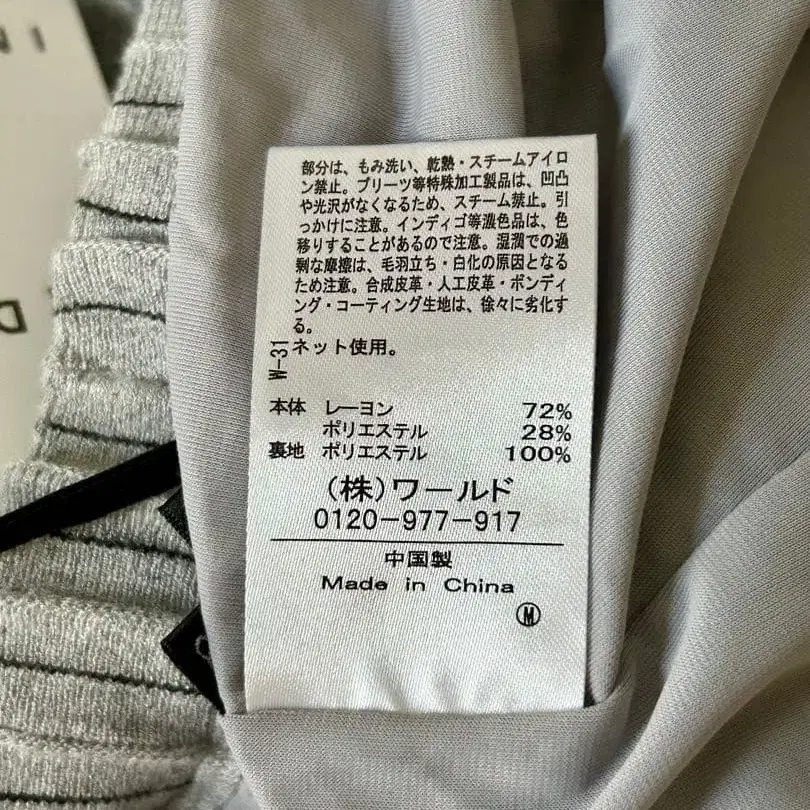 部分は、もみ洗い、乾熱・スチームアイロ
ン禁止。プリーツ等特殊加工製品は、凹凸
や光沢がなくなるため、スチーム禁止。引
っかけに注意。インディゴ等濃色品は、色
移りすることがあるので注意。湿潤での過
剰な摩擦は、毛羽立ち・白化の原因となる
ため注意。合成皮革・人工皮革・ボンディ
ング・コーティング生地は、徐々に劣化す
る。
ネット使用。
W-31
本体 レーヨン 72%
ポリエステル 28%
裏地 ポリエステル 100%
(株)ワールド
0120-977-917
中国製
Made in China
M